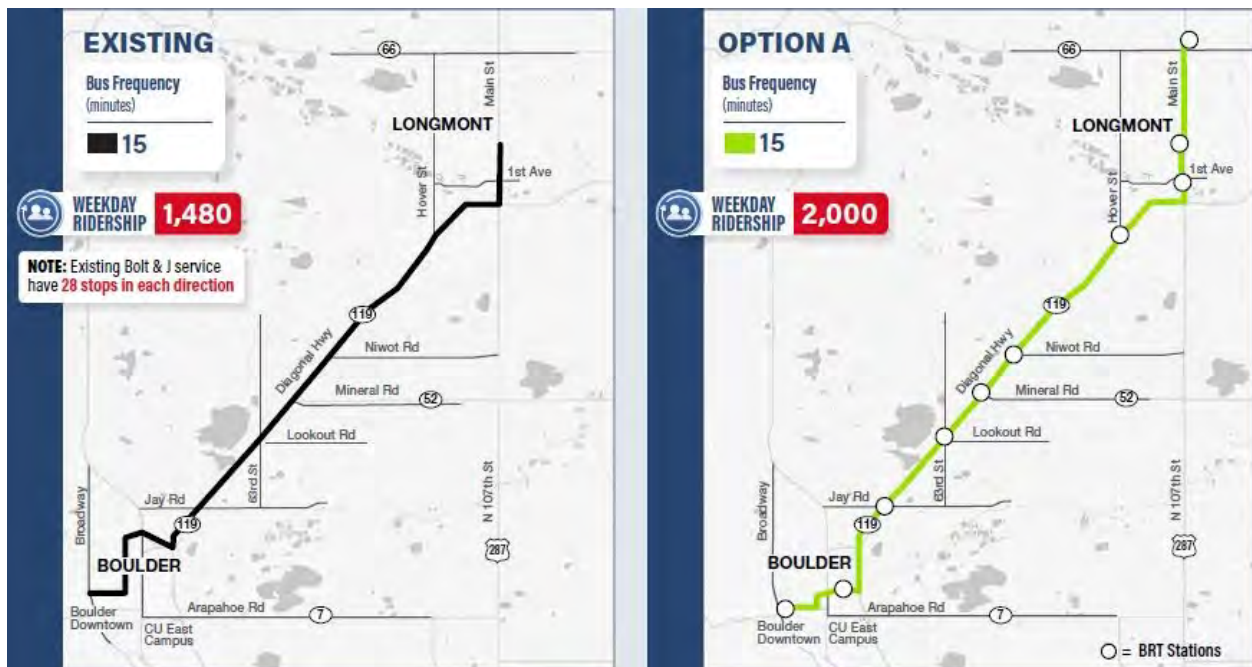 EXISTING
Bus Frequency
(minutes)
15
WEEKDAY
RIDERSHIP
1,480
NOTE: Existing Bolt & J service
have 28 stops in each direction
66
Main St
LONGMONT
Hover St
1st Ave
119
Diagonal Hwy
Niwot Rd
Mineral Rd
52
Lookout Rd
63rd St
Jay Rd
119
Broadway
N 107th St
287
BOULDER
Boulder
Downtown
CU East
Campus
Arapahoe Rd
7
OPTION A
Bus Frequency
(minutes)
15
WEEKDAY
RIDERSHIP
2,000
66
Main St
LONGMONT
Hover St
1st Ave
119
Diagonal Hwy
Niwot Rd
Mineral Rd
52
Lookout Rd
63rd St
Jay Rd
119
Broadway
N 107th St
287
BOULDER
Boulder
Downtown
CU East
Campus
Arapahoe Rd
7
= BRT Stations